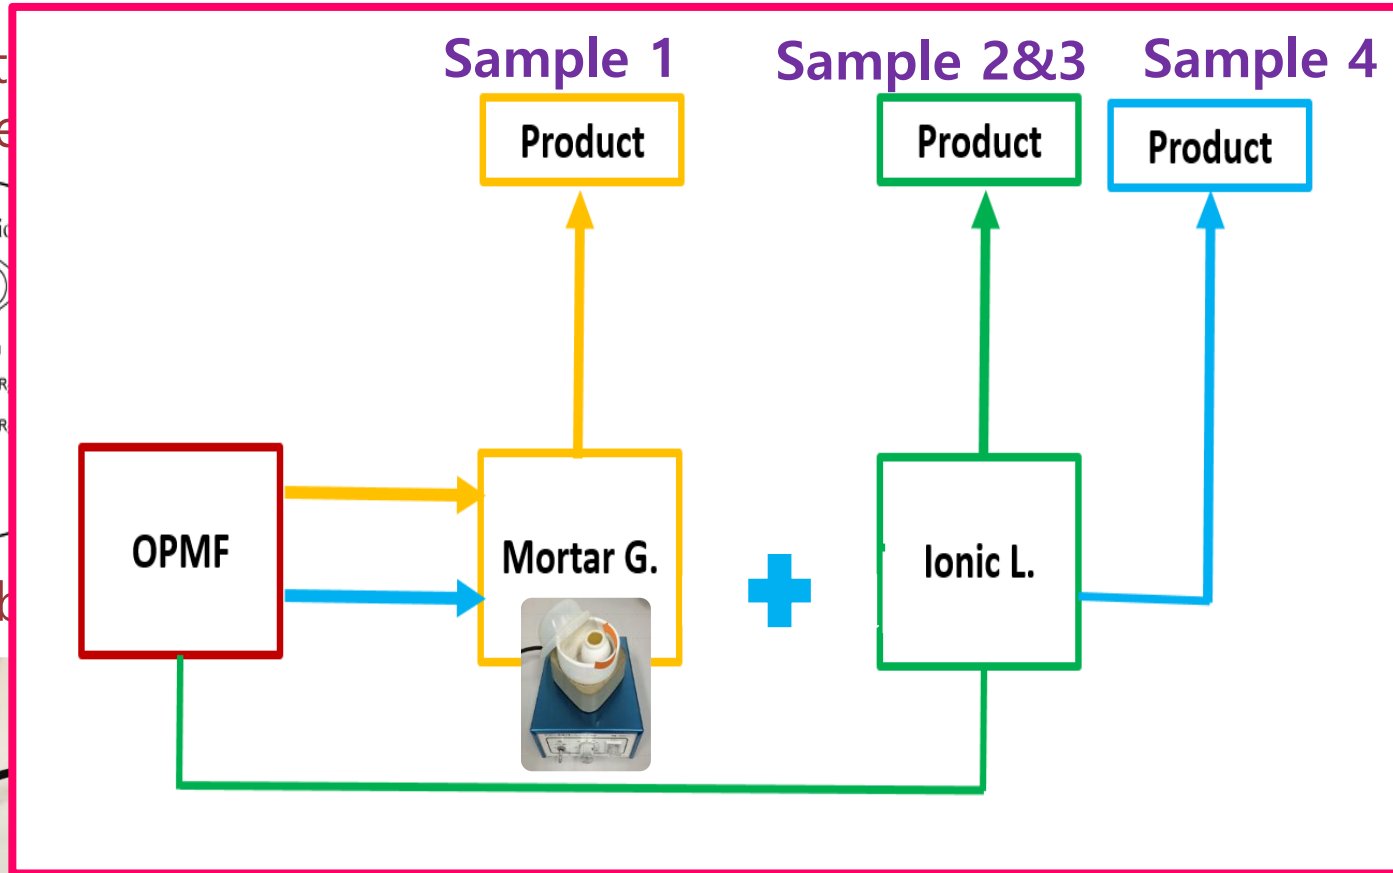 Sample 1
Sample 2&3
Sample 4
Product
Product
Product
OPMF
Mortar G.
Ionic L.